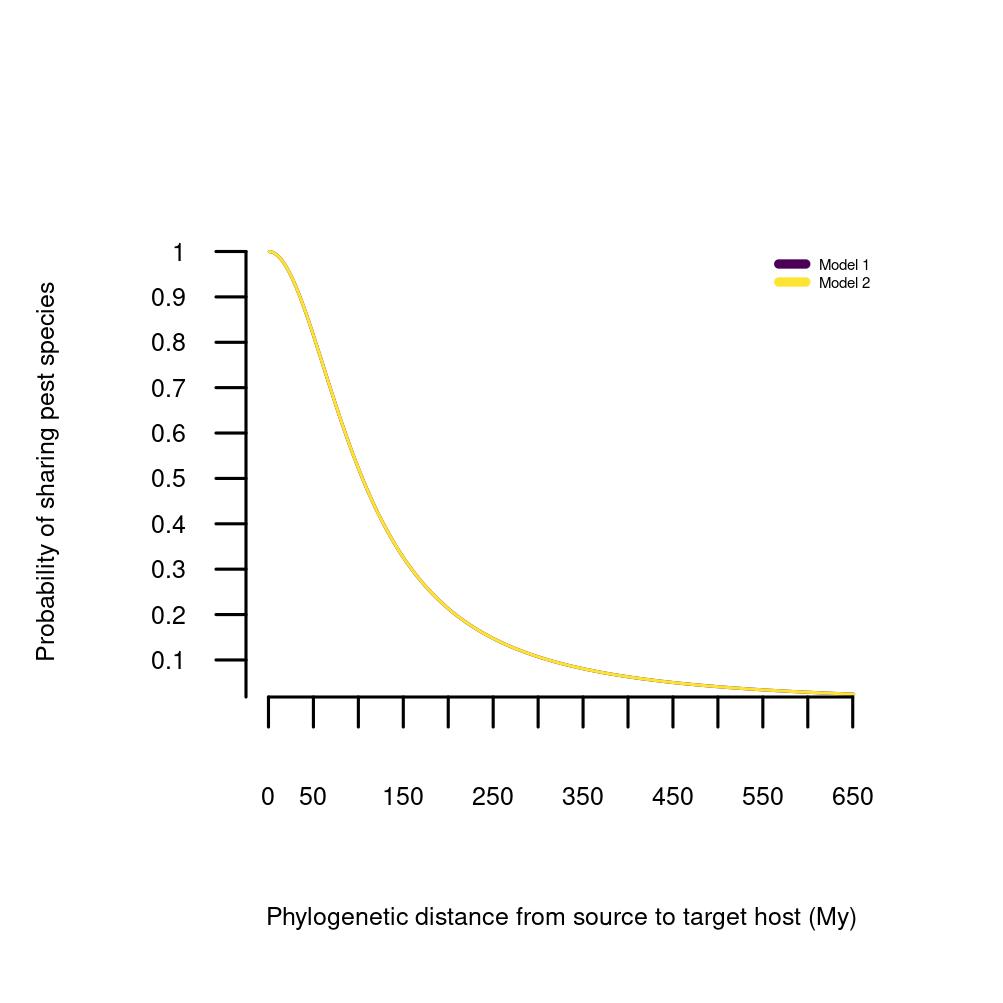 1
0.9
0.8
0.7
0.6
0.5
0.4
0.3
0.2
0.1
Probability of sharing pest species
Model 1
Model 2
0 50 150 250 350 450 550 650
Phylogenetic distance from source to target host (My)